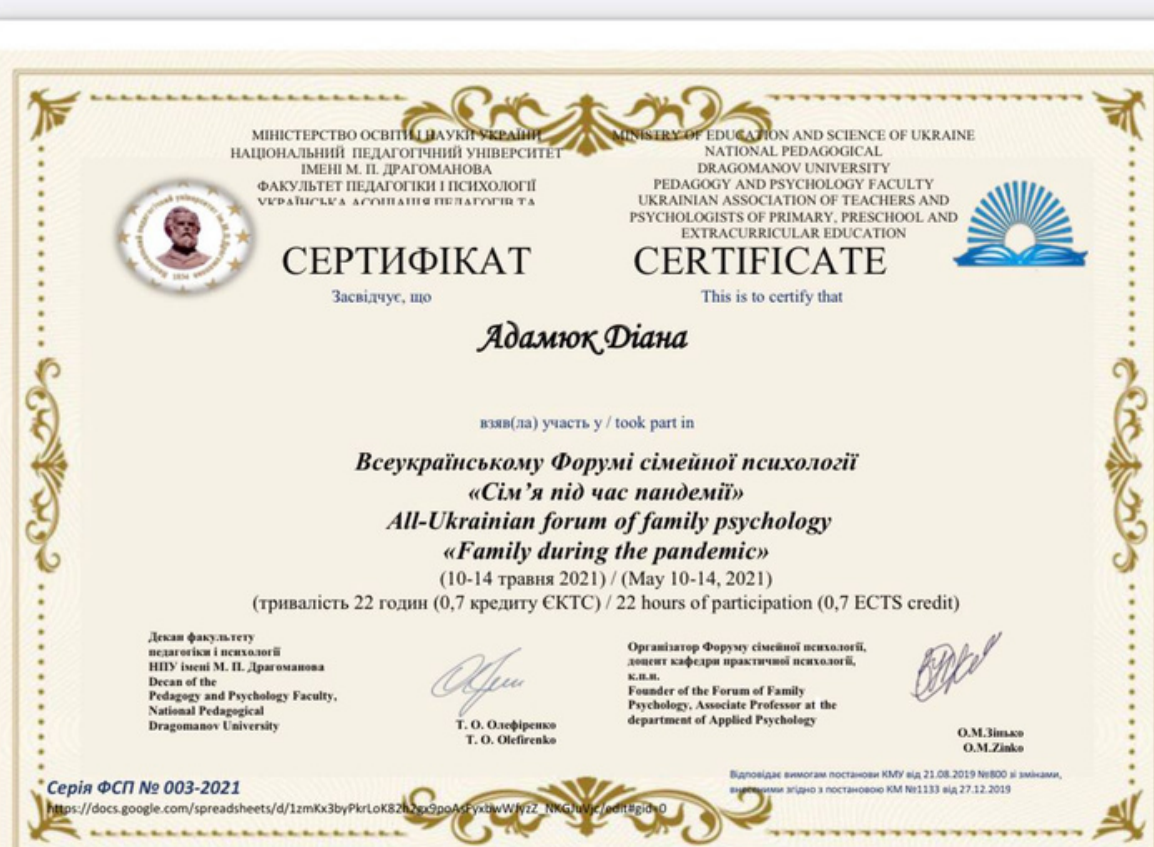 МІНІСТЕРСТВО ОСВІТИ І НАУКИ УКРАЇНИ
НАЦІОНАЛЬНИЙ ПЕДАГОГІЧНИЙ УНІВЕРСИТЕТ
ІМЕНІ М. П. ДРАГОМАНОВА
ФАКУЛЬТЕТ ПЕДАГОГІКИ І ПСИХОЛОГІЇ
УКРАЇНСЬКА АСОЦІАЦІЯ ПЕДАГОГІВ ТА
MINISTRY OF EDUCATION AND SCIENCE OF UKRAINE
NATIONAL PEDAGOGICAL
DRAGOMANOV UNIVERSITY
PEDAGOGY AND PSYCHOLOGY FACULTY
UKRAINIAN ASSOCIATION OF TEACHERS AND
PSYCHOLOGISTS OF PRIMARY, PRESCHOOL AND
EXTRACURRICULAR EDUCATION
СЕРТИФІКАТ
CERTIFICATE
Засвідчує, що
This is to certify that
Адамюк Діана
взяв(ла) участь у / took part in
Всеукраїнському Форумі сімейної психології
«Сім’я під час пандемії»
All-Ukrainian forum of family psychology
«Family during the pandemic»
(10-14 травня 2021) / (May 10-14, 2021)
(тривалість 22 годин (0,7 кредиту ЄКТС) / 22 hours of participation (0,7 ECTS credit)
Декан факультету
педагогіки і психології
НПУ імені М. П. Драгоманова
Decan of the
Pedagogy and Psychology Faculty,
National Pedagogical
Dragomanov University
Т. О. Олефіренко
T. O. Olefirenko
Організатор Форуму сімейної психології,
доцент кафедри практичної психології,
к.п.н.
Founder of the Forum of Family
Psychology, Associate Professor at the
department of Applied Psychology
О.М.Зінько
O.M.Zinko
Серія ФСП № 003-2021
Відповідає вимогам постанови КМУ від 21.08.2019 №800 зі змінами,
внесеними згідно з постановою КМ №1133 від 27.12.2019